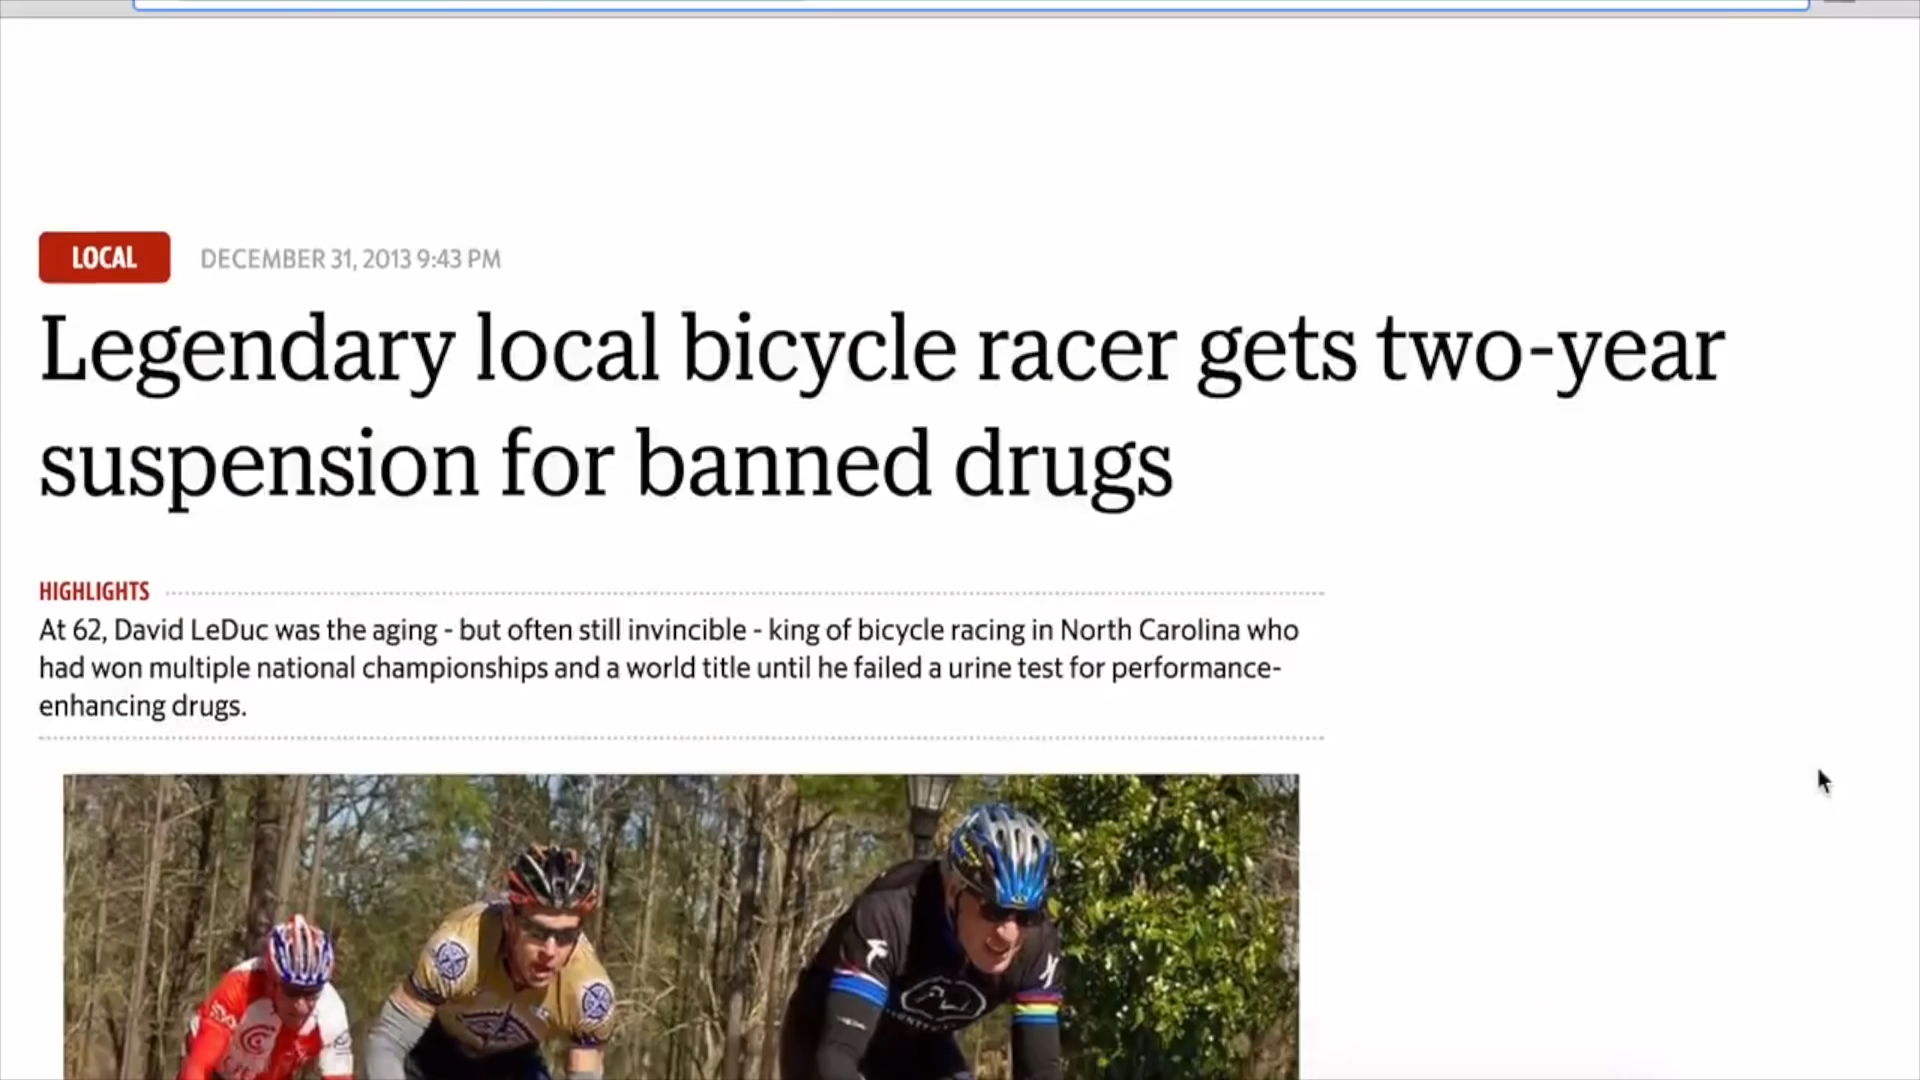 LOCAL
DECEMBER 31, 2013 9:43 PM
Legendary local bicycle racer gets two-year
suspension for banned drugs
HIGHLIGHTS
At 62, David LeDuc was the aging - but often still invincible - king of bicycle racing in North Carolina who
had won multiple national championships and a world title until he failed a urine test for performance-
enhancing drugs.